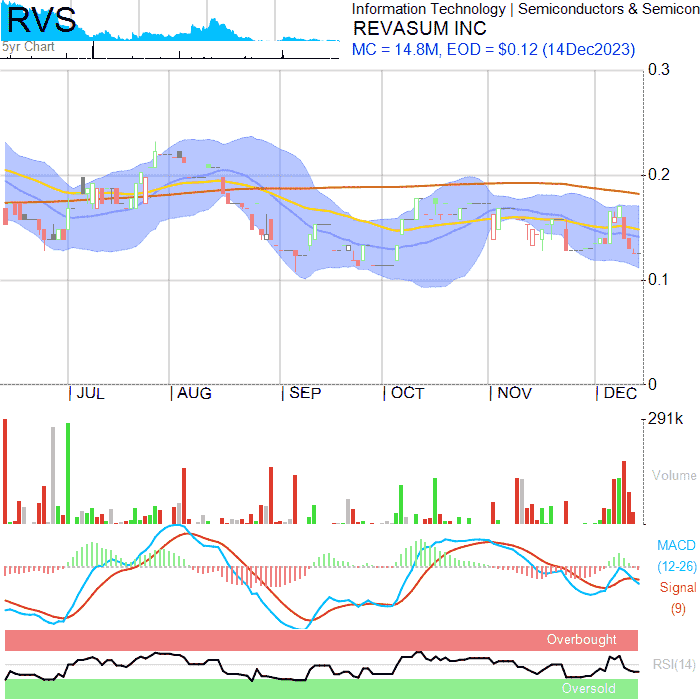 RVS
5yr Chart
Information Technology | Semiconductors & Semicon
REVASUM INC
MC = 14.8M, EOD = $0.12 (14Dec2023)
0.3
0.2
0.1
0
JUL
AUG
SEP
OCT
NOV
DEC
291k
Volume
MACD
(12-26)
Signal
(9)
Overbought
RSI(14)
Oversold